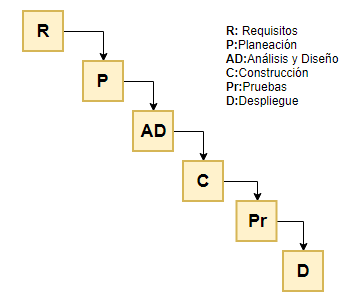 R
P
AD
C
Pr
D
R: Requisitos
P:Planeación
AD:Análisis y Diseño
C:Construcción
Pr:Pruebas
D:Despliegue